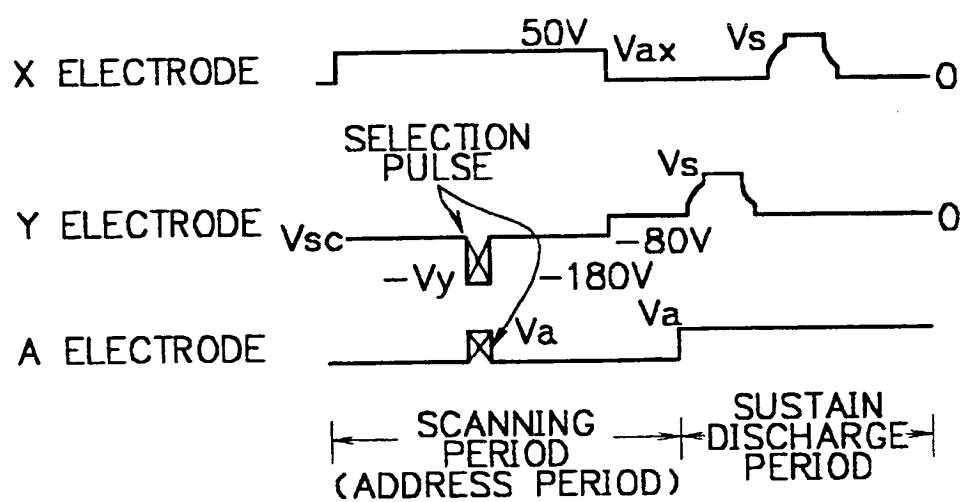 50V Vax Vs
X ELECTRODE 0
SELECTION
PULSE
Vs
Y ELECTRODE 0
Vsc -80V
-Vy -180V
Va Va
A ELECTRODE
SCANNING
PERIOD
(ADDRESS PERIOD)
SUSTAIN
DISCHARGE
PERIOD